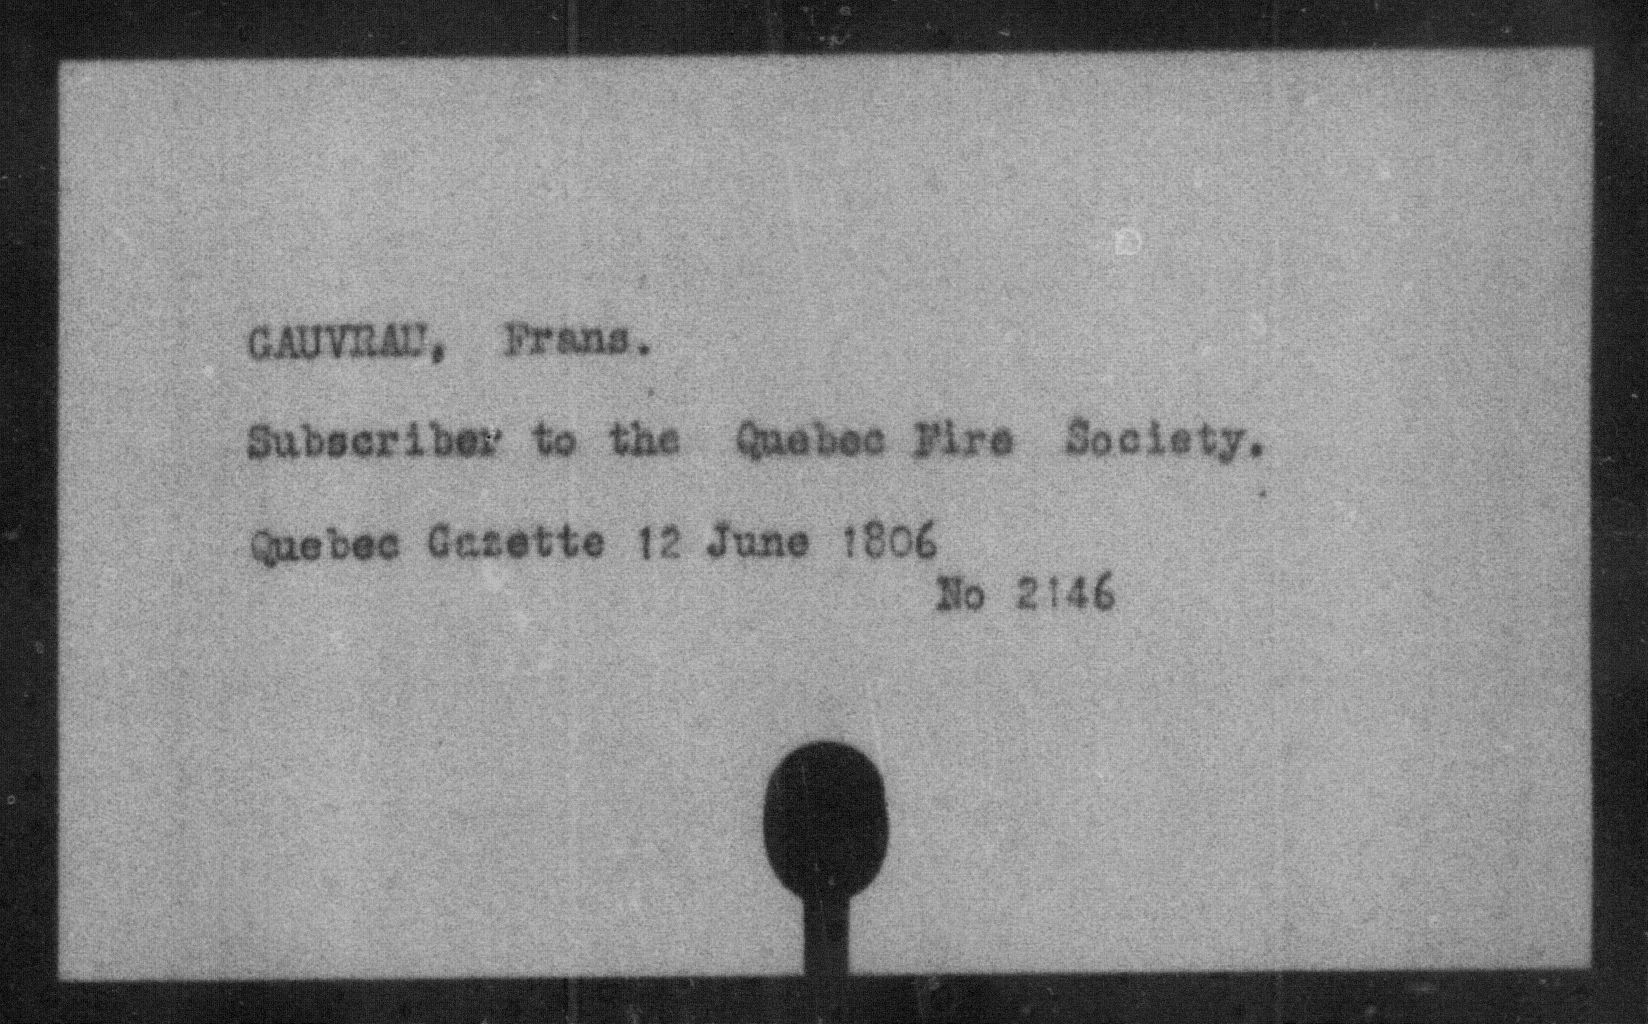 GAUVRAU, Frans.
Subscriber to the Quebec Fire Society.
Quebec Gazette 12 June 1806
No 2146